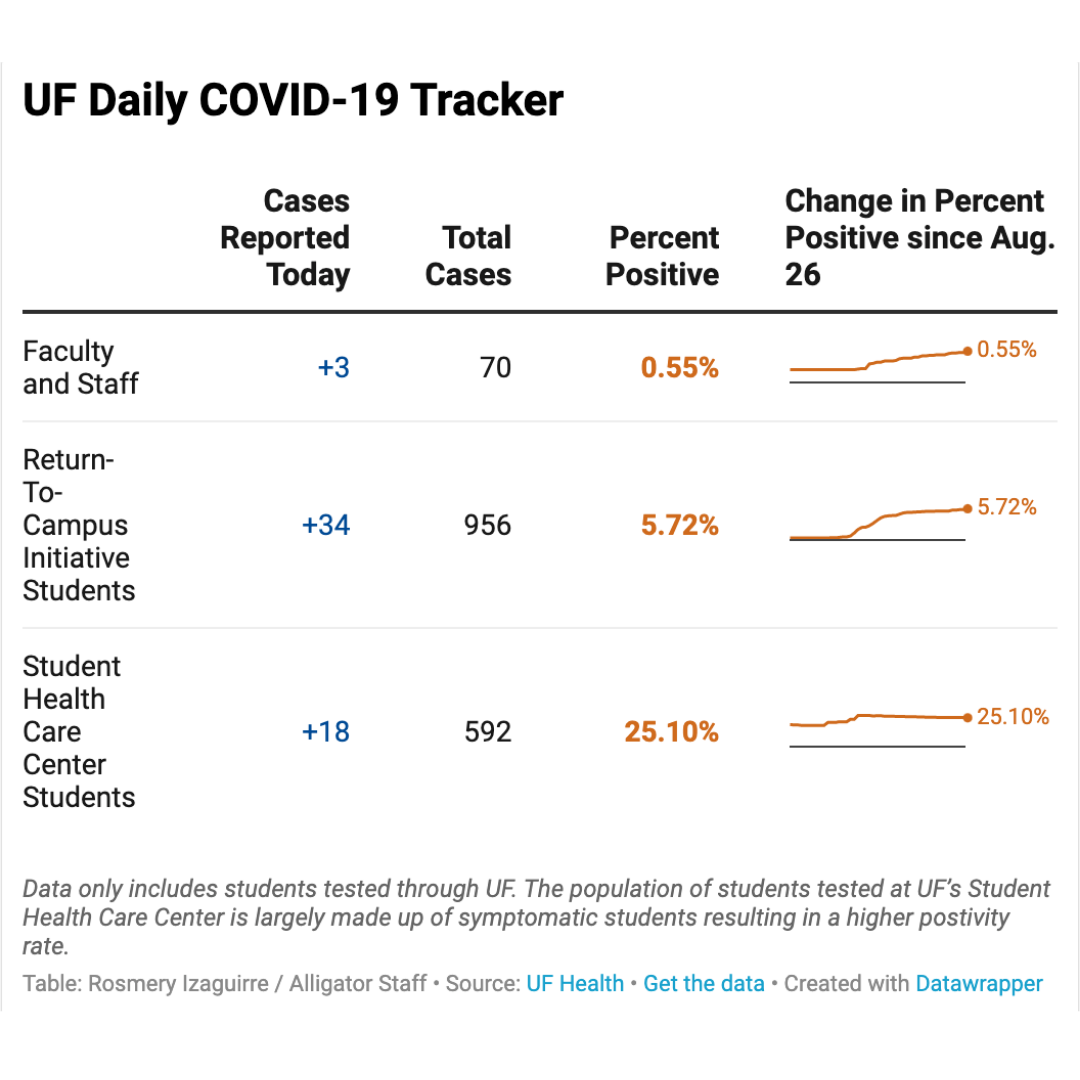 UF Daily COVID-19 Tracker
Cases Reported Today
Total Cases
Percent Positive
Change in Percent Positive since Aug. 26
Faculty and Staff
+3
70
0.55%
0.55%
Return-To-Campus Initiative Students
+34
956
5.72%
5.72%
Student Health Care Center Students
+18
592
25.10%
25.10%
Data only includes students tested through UF. The population of students tested at UF's Student
Health Care Center is largely made up of symptomatic students resulting in a higher postivity
rate.
Table: Rosmery Izaguirre / Alligator Staff • Source: UF Health • Get the data • Created with Datawrapper